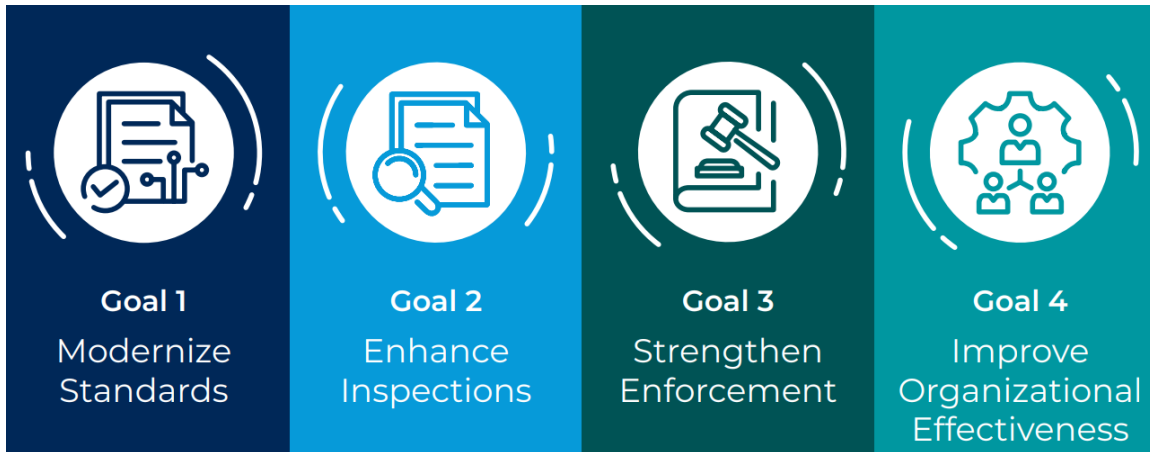 Goal 1
Modernize
Standards
Goal 2
Enhance
Inspections
Goal 3
Strengthen
Enforcement
Goal 4
Improve
Organizational
Effectiveness